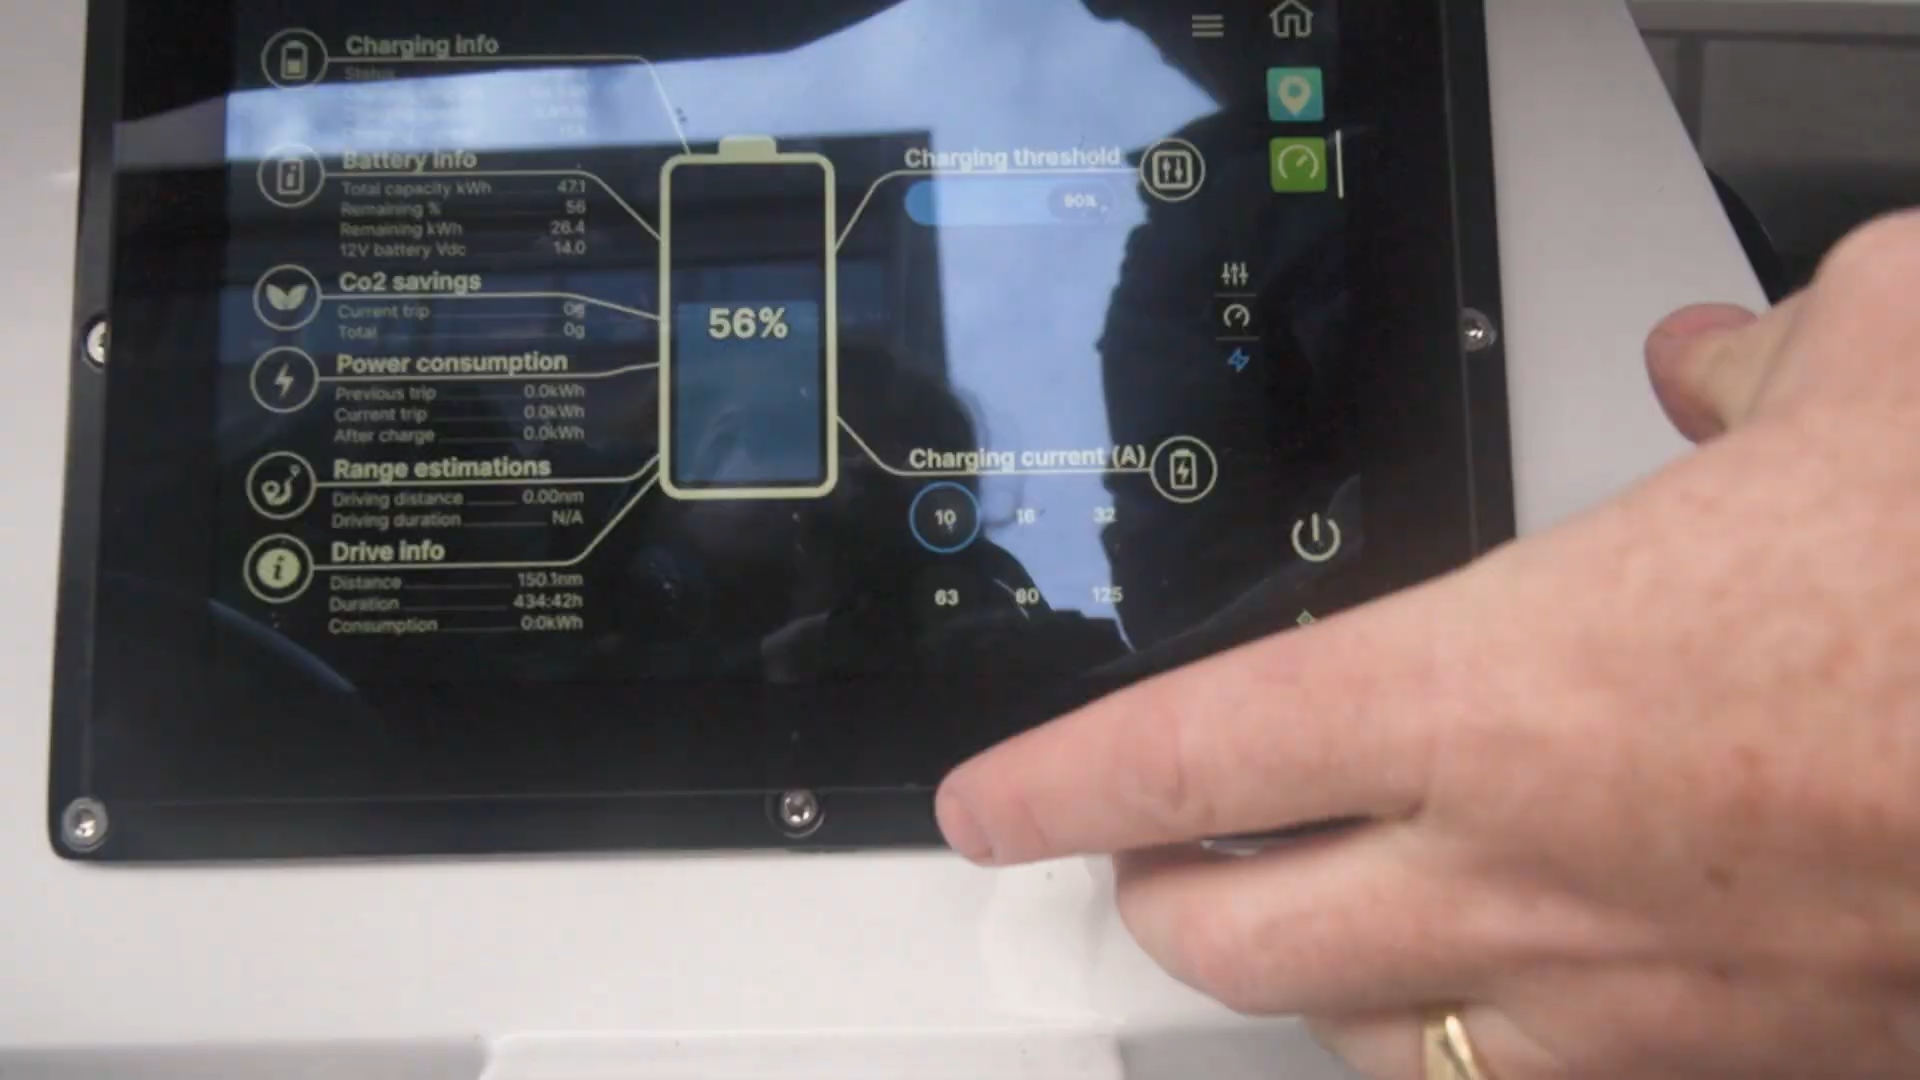 Charging info
Status
Battery info
Total capacity kWh 47.1
Remaining % 56
Remaining kWh 26.4
12V battery Vdc 14.0
Co2 savings
Current trip 0g
Total 0g
Power consumption
Previous trip 0.0kWh
Current trip 0.0kWh
After charge 0.0kWh
Range estimations
Driving distance 0.00nm
Driving duration N/A
Drive info
Distance 150.1nm
Duration 434:42h
Consumption 0:0kWh
56%
Charging threshold
90%
Charging current (A)
10 16 32
63 80 125